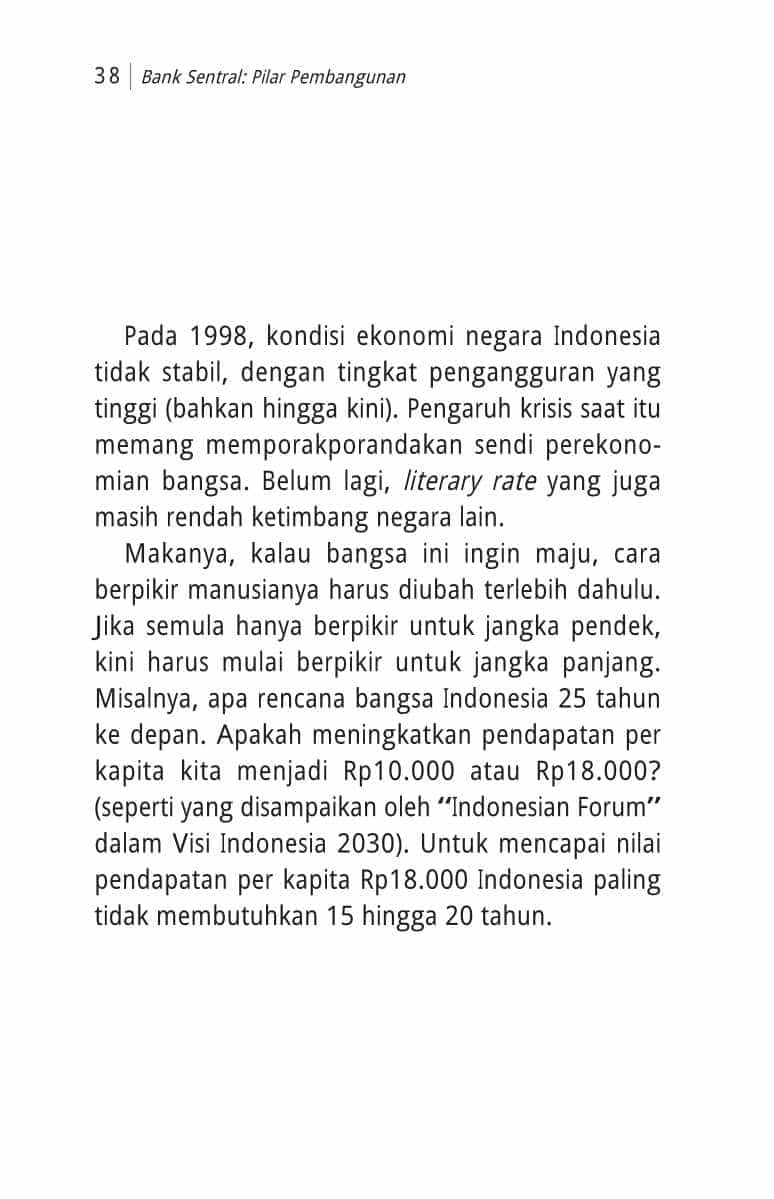 38 | Bank Sentral: Pilar Pembangunan
Pada 1998, kondisi ekonomi negara Indonesia
tidak stabil, dengan tingkat pengangguran yang
tinggi (bahkan hingga kini). Pengaruh krisis saat itu
memang memporakporandakan sendi perekono-
mian bangsa. Belum lagi, literary rate yang juga
masih rendah ketimbang negara lain.
Makanya, kalau bangsa ini ingin maju, cara
berpikir manusianya harus diubah terlebih dahulu.
Jika semula hanya berpikir untuk jangka pendek,
kini harus mulai berpikir untuk jangka panjang.
Misalnya, apa rencana bangsa Indonesia 25 tahun
ke depan. Apakah meningkatkan pendapatan per
kapita kita menjadi Rp10.000 atau Rp18.000?
(seperti yang disampaikan oleh “Indonesian Forum”
dalam Visi Indonesia 2030). Untuk mencapai nilai
pendapatan per kapita Rp18.000 Indonesia paling
tidak membutuhkan 15 hingga 20 tahun.